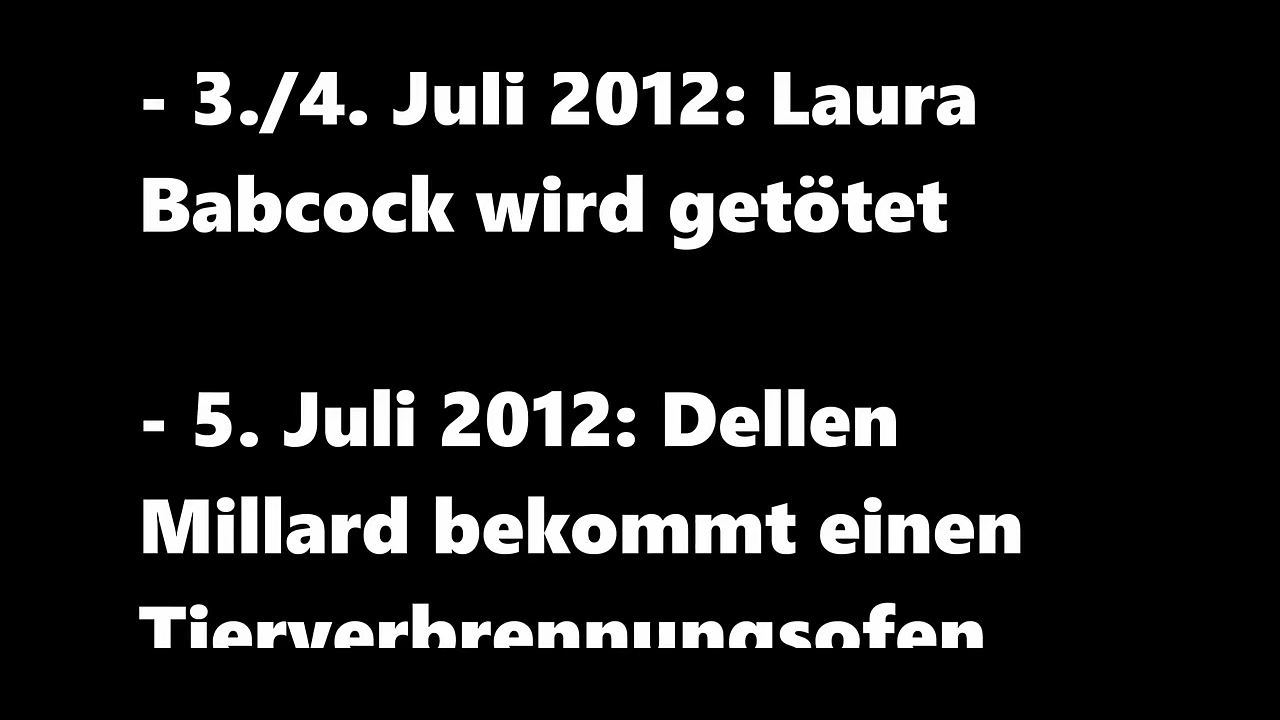 - 3./4. Juli 2012: Laura
Babcock wird getötet
- 5. Juli 2012: Dellen
Millard bekommt einen
Tierverbrennungsofen